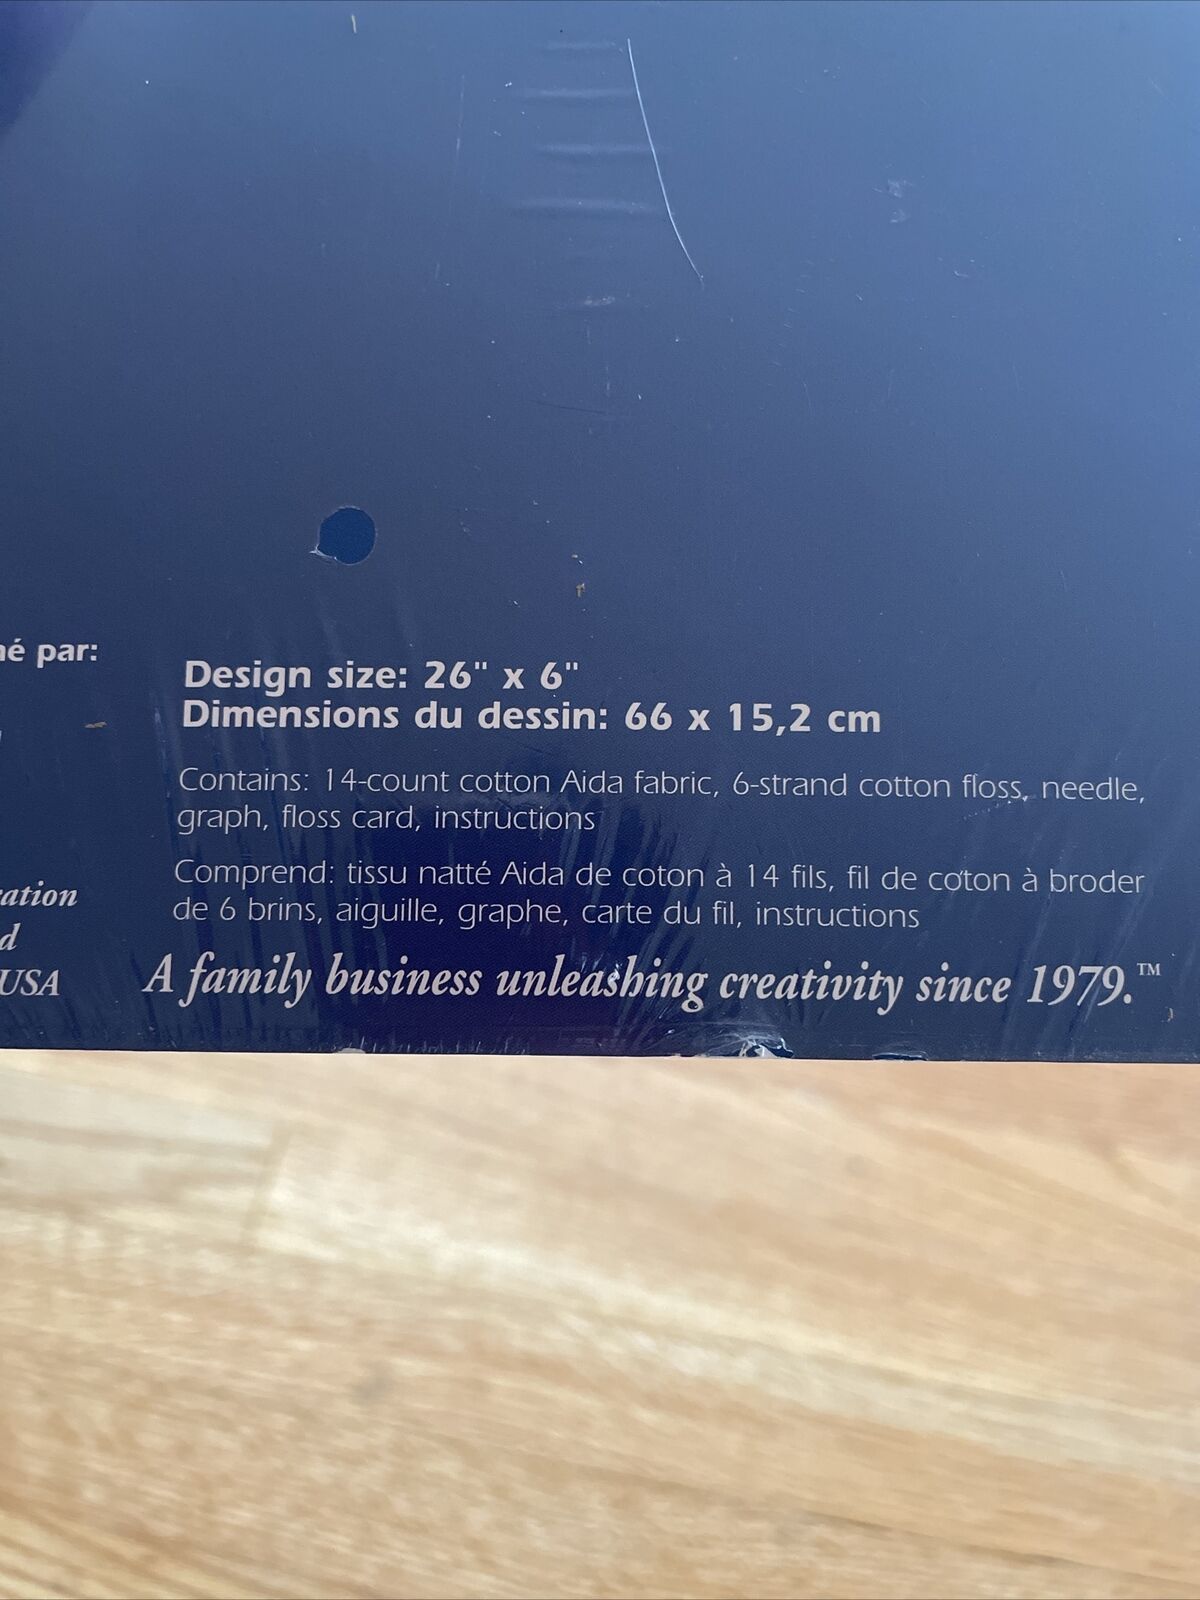 né par:
Design size: 26" x 6"
Dimensions du dessin: 66 x 15,2 cm
Contains: 14-count cotton Aida fabric, 6-strand cotton floss, needle,
graph, floss card, instructions
Comprend: tissu natté Aida de coton à 14 fils, fil de coton à broder
de 6 brins, aiguille, graphe, carte du fil, instructions
ration
d
USA
A family business unleashing creativity since 1979.™